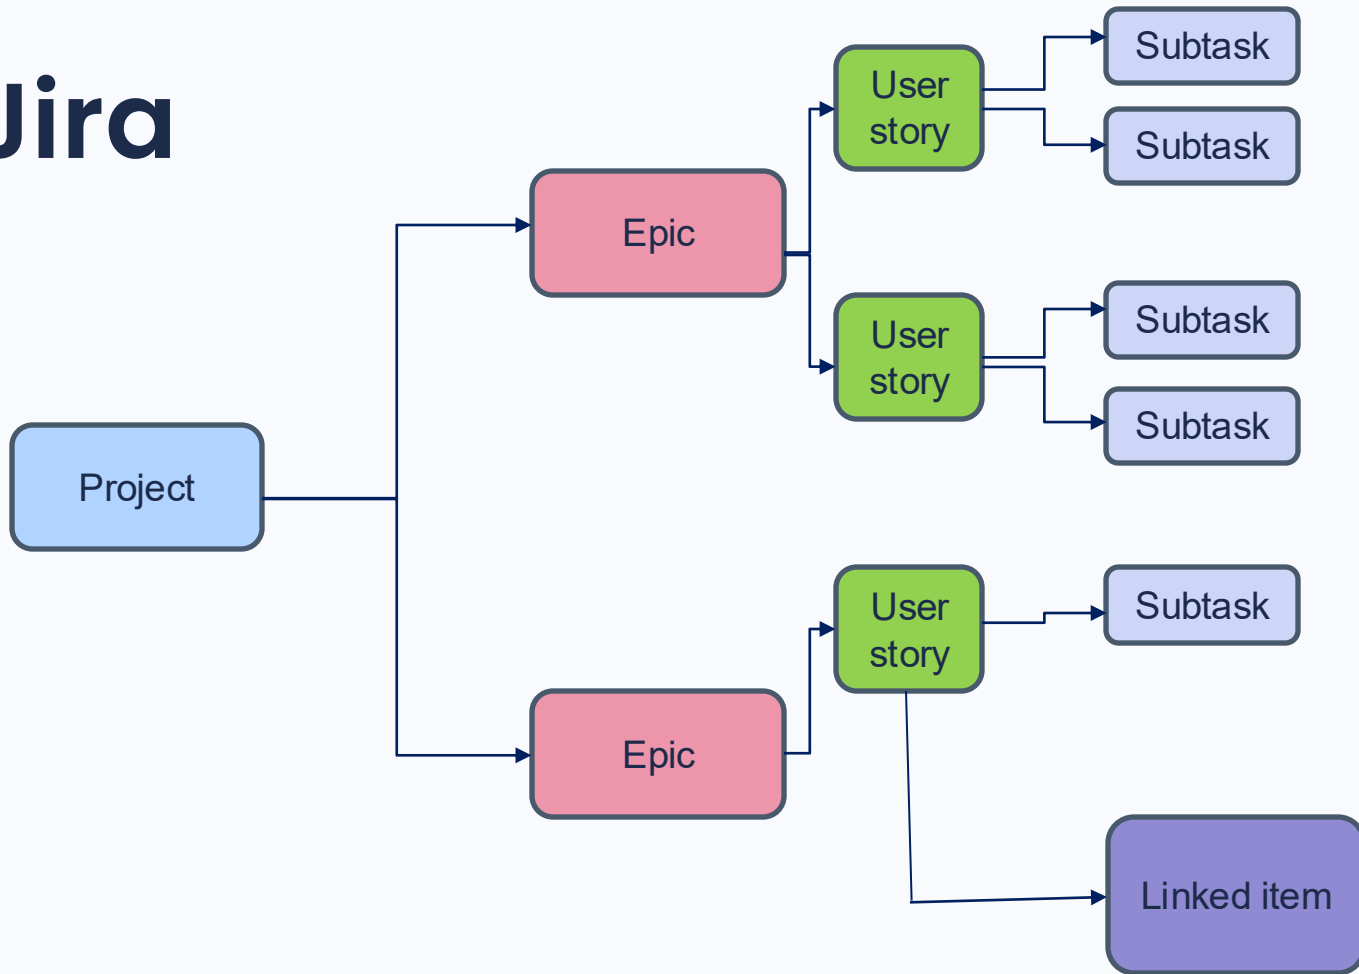 Jira
Project
Epic
User
story
Subtask
Subtask
User
story
Subtask
Subtask
Epic
User
story
Subtask
Linked item